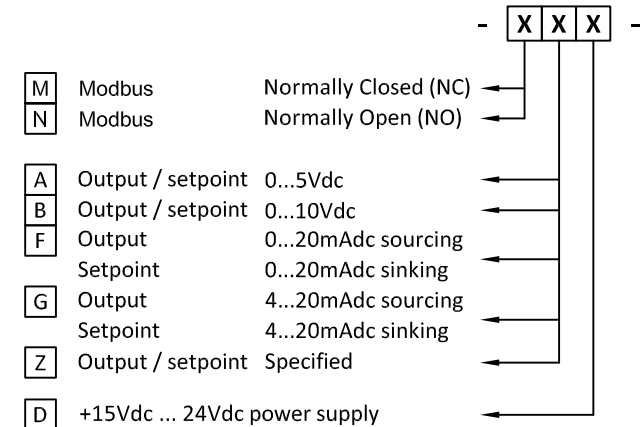 - X X X -
M Modbus Normally Closed (NC)
N Modbus Normally Open (NO)
A Output / setpoint 0...5Vdc
B Output / setpoint 0...10Vdc
F Output 0...20mAdc sourcing
Setpoint 0...20mAdc sinking
G Output 4...20mAdc sourcing
Setpoint 4...20mAdc sinking
Z Output / setpoint Specified
D +15Vdc ... 24Vdc power supply